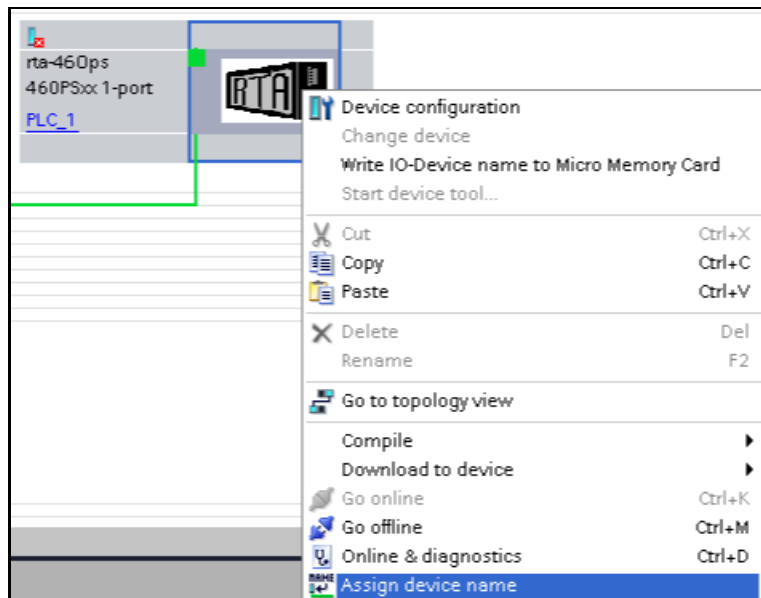 rta-460ps
460PSxx 1-port
PLC_1
RTA
Device configuration
Change device
Write IO-Device name to Micro Memory Card
Start device tool...
Cut Ctrl+X
Copy Ctrl+C
Paste Ctrl+V
Delete Del
Rename F2
Go to topology view
Compile
Download to device
Go online Ctrl+K
Go offline Ctrl+M
Online & diagnostics Ctrl+D
NAME
Assign device name